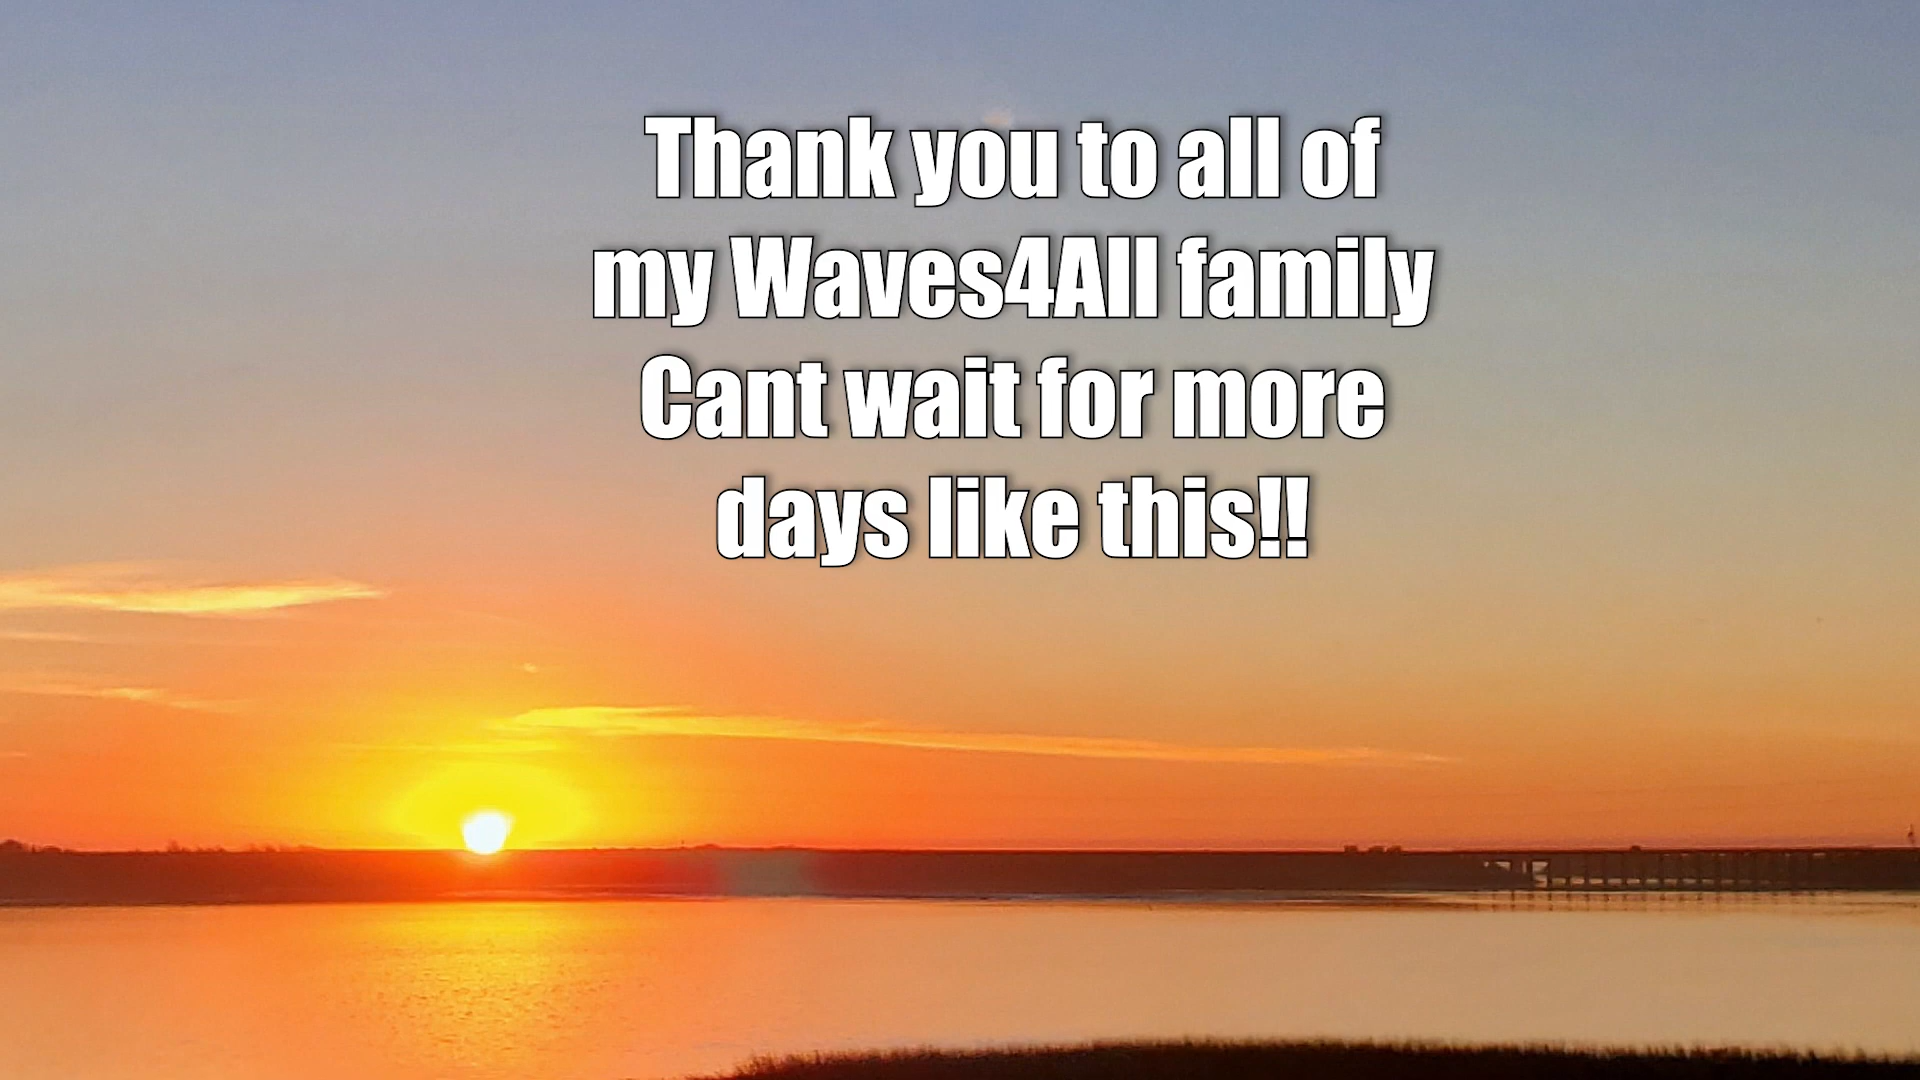 Thank you to all of
my Waves4All family
Cant wait for more
days like this!!